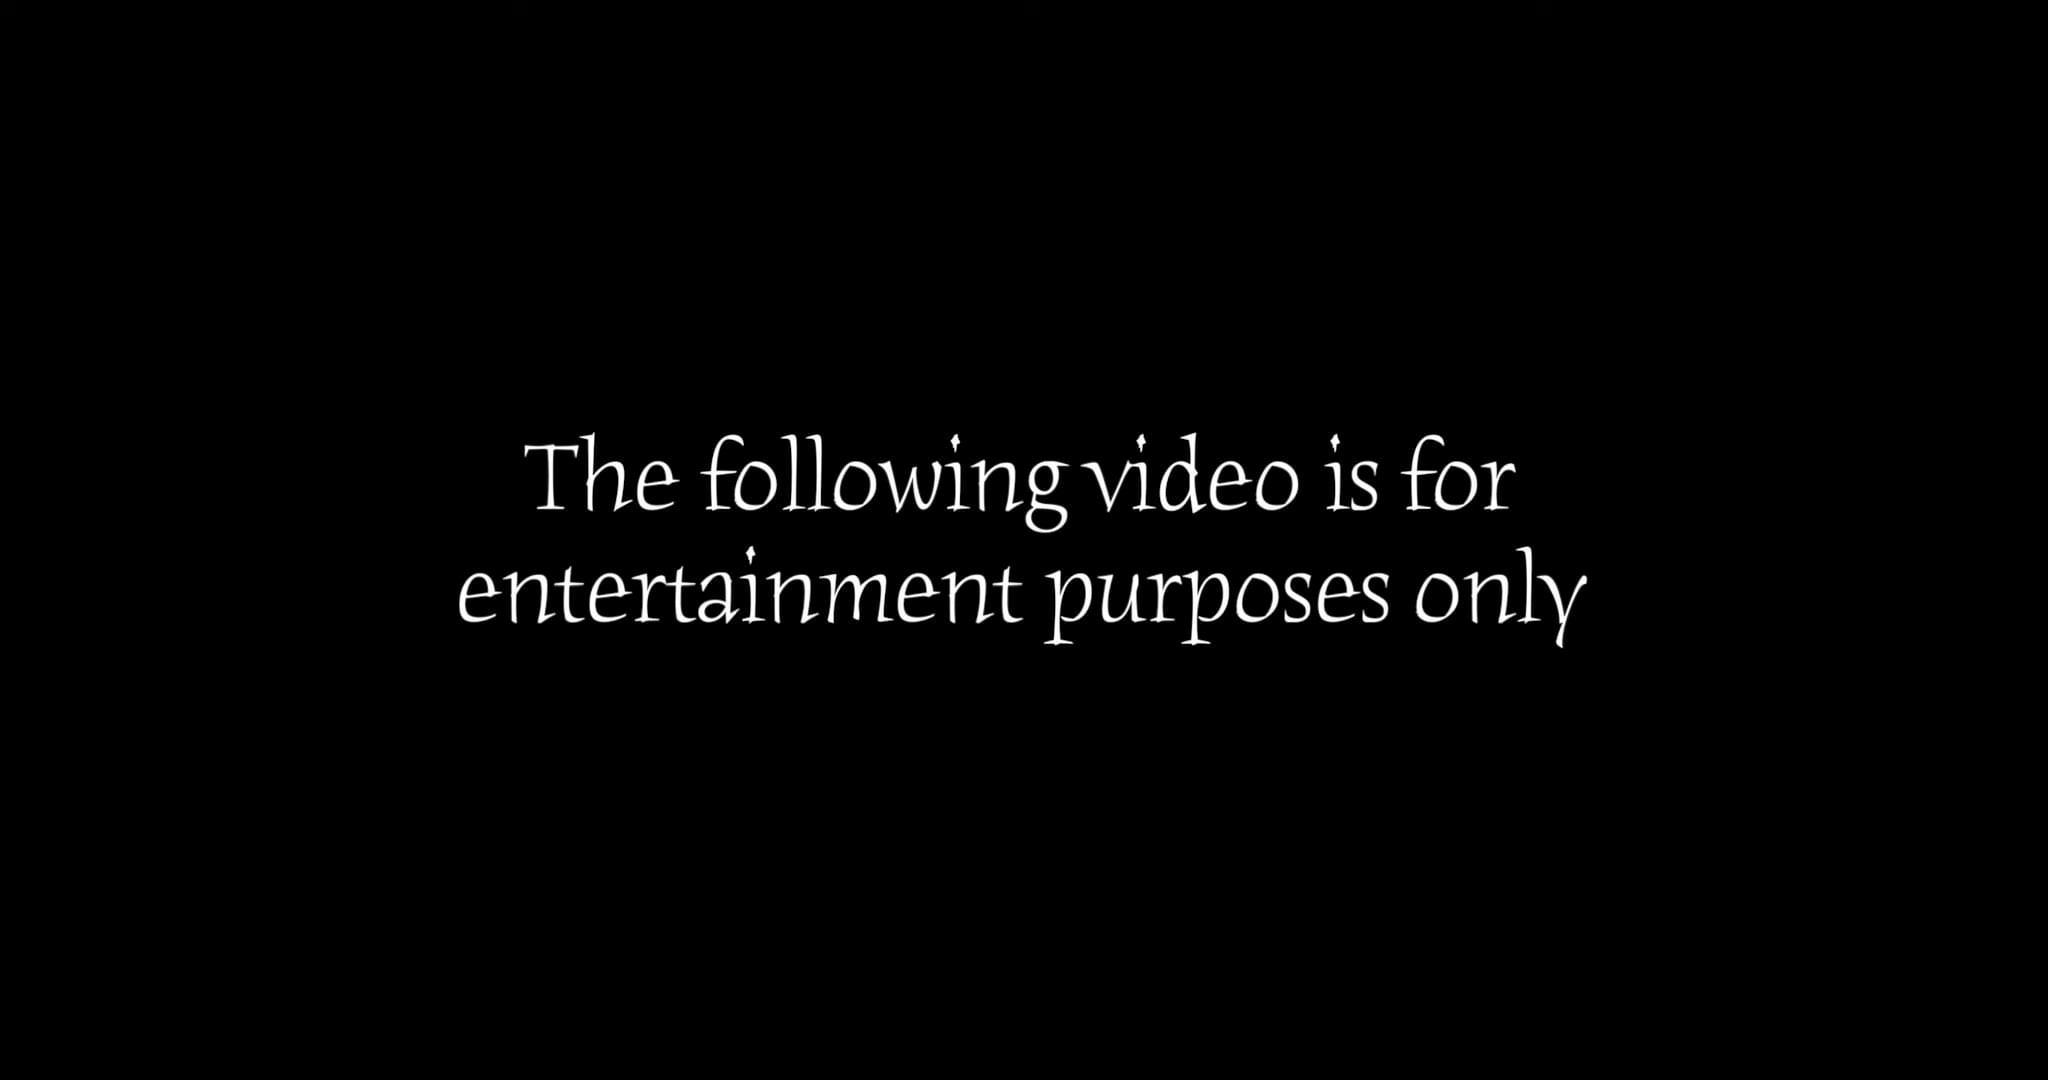 The following video is for
entertainment purposes only